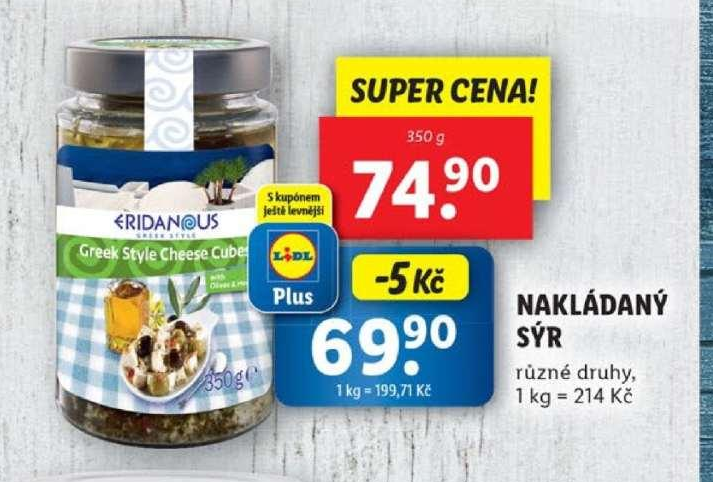 SUPER CENA!
350 g
74.90
S kupónem
ještě levnější
LIDL
Plus
-5 Kč
69.90
1 kg = 199,71 Kč
NAKLÁDANÝ
SÝR
různé druhy,
1 kg = 214 Kč
ERIDANOUS
GREEK STYLE
Greek Style Cheese Cubes
with
350g e